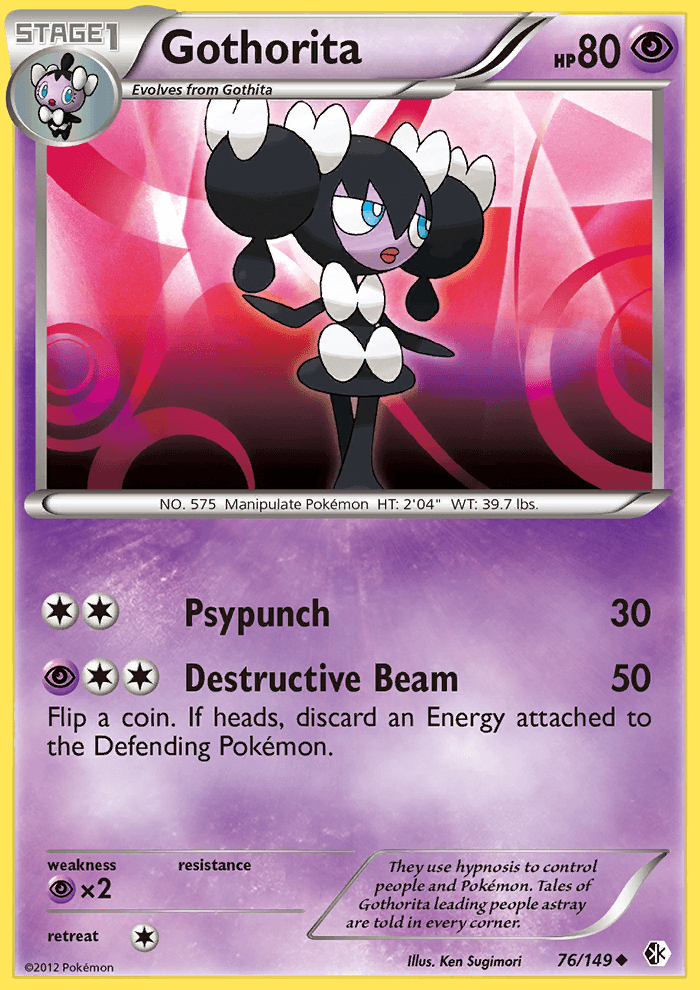 STAGE1
Gothorita
HP80
Evolves from Gothita
NO. 575 Manipulate Pokémon HT: 2'04" WT: 39.7 lbs.
Psypunch 30
Destructive Beam 50
Flip a coin. If heads, discard an Energy attached to
the Defending Pokémon.
weakness resistance
×2
They use hypnosis to control
people and Pokémon. Tales of
Gothorita leading people astray
are told in every corner.
retreat
©2012 Pokémon
Illus. Ken Sugimori 76/149